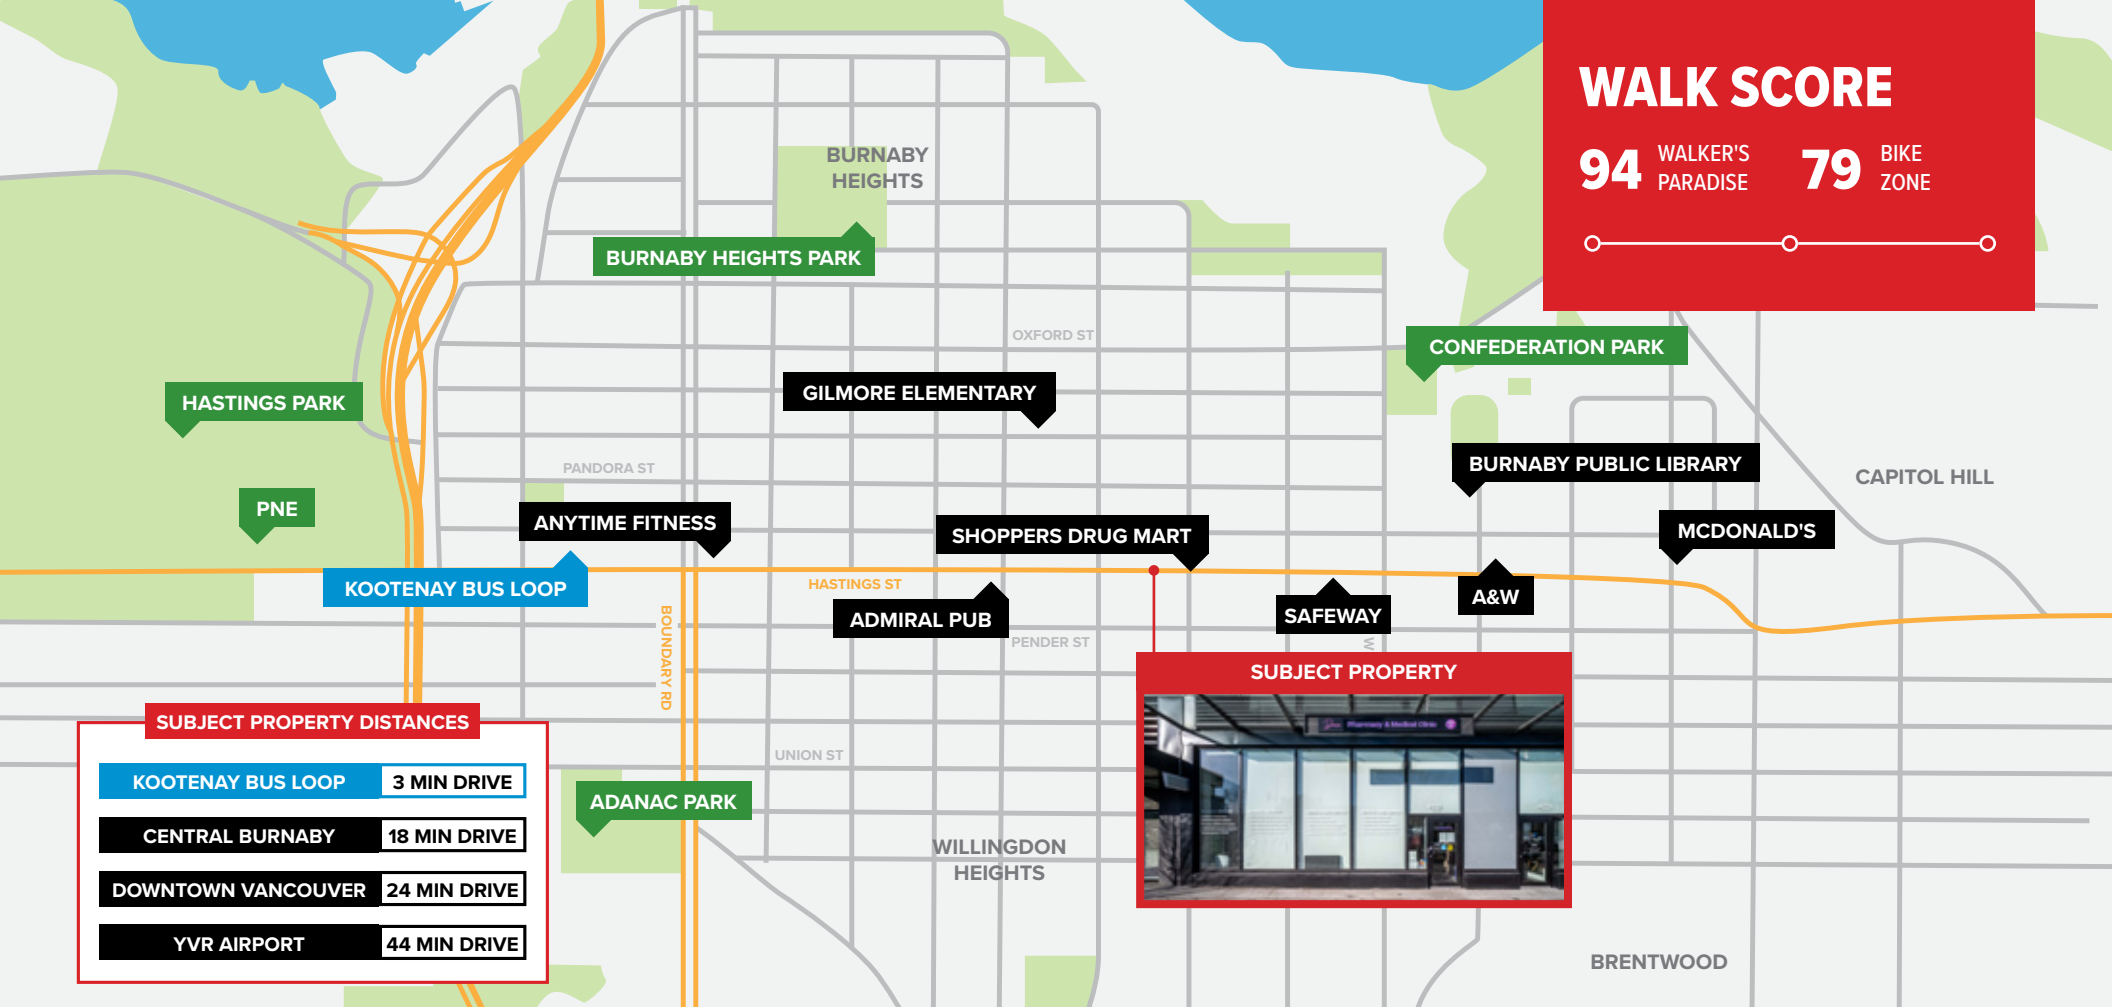 WALK SCORE
94 WALKER'S PARADISE
79 BIKE ZONE
BURNABY
HEIGHTS
BURNABY HEIGHTS PARK
OXFORD ST
CONFEDERATION PARK
HASTINGS PARK
GILMORE ELEMENTARY
BURNABY PUBLIC LIBRARY
PANDORA ST
CAPITOL HILL
PNE
ANYTIME FITNESS
SHOPPERS DRUG MART
MCDONALD'S
KOOTENAY BUS LOOP
HASTINGS ST
A&W
ADMIRAL PUB
SAFEWAY
BOUNDARY RD
PENDER ST
W
SUBJECT PROPERTY
Pharmacy & Medical Clinic
UNION ST
ADANAC PARK
WILLINGDON
HEIGHTS
BRENTWOOD
SUBJECT PROPERTY DISTANCES
KOOTENAY BUS LOOP 3 MIN DRIVE
CENTRAL BURNABY 18 MIN DRIVE
DOWNTOWN VANCOUVER 24 MIN DRIVE
YVR AIRPORT 44 MIN DRIVE